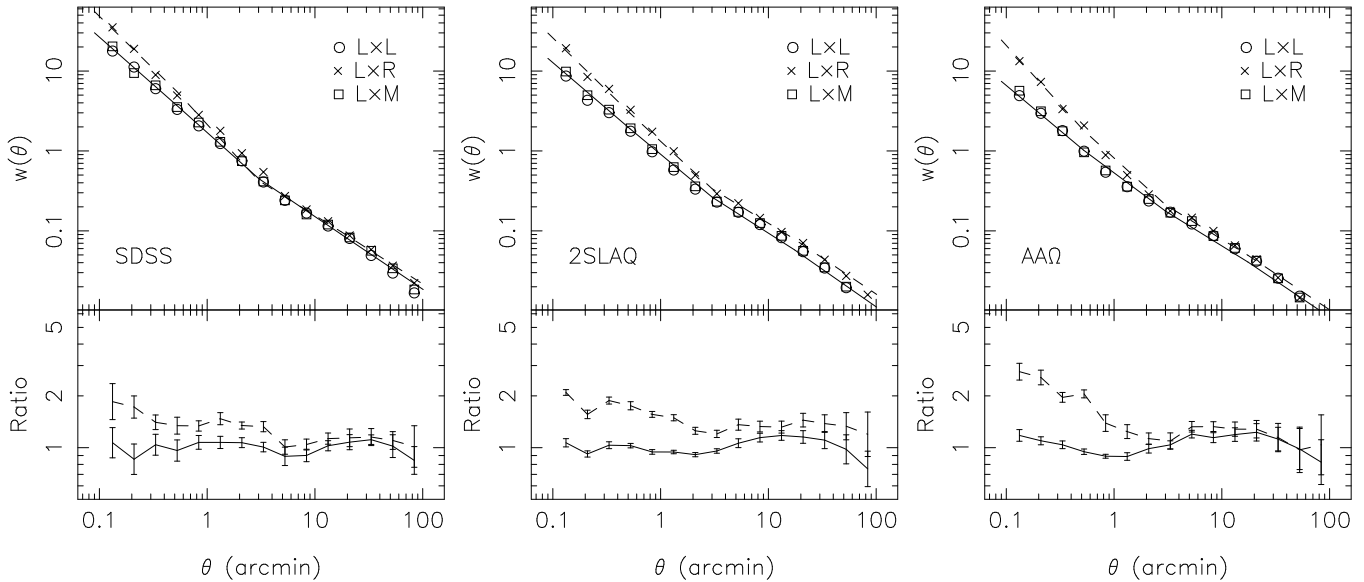 w(θ)
10
1
0.1
○ L×L
× L×R
□ L×M
SDSS
Ratio
5
2
1
0.1 1 10 100
θ (arcmin)
w(θ)
10
1
0.1
○ L×L
× L×R
□ L×M
2SLAQ
Ratio
5
2
1
0.1 1 10 100
θ (arcmin)
w(θ)
10
1
0.1
○ L×L
× L×R
□ L×M
AAΩ
Ratio
5
2
1
0.1 1 10 100
θ (arcmin)